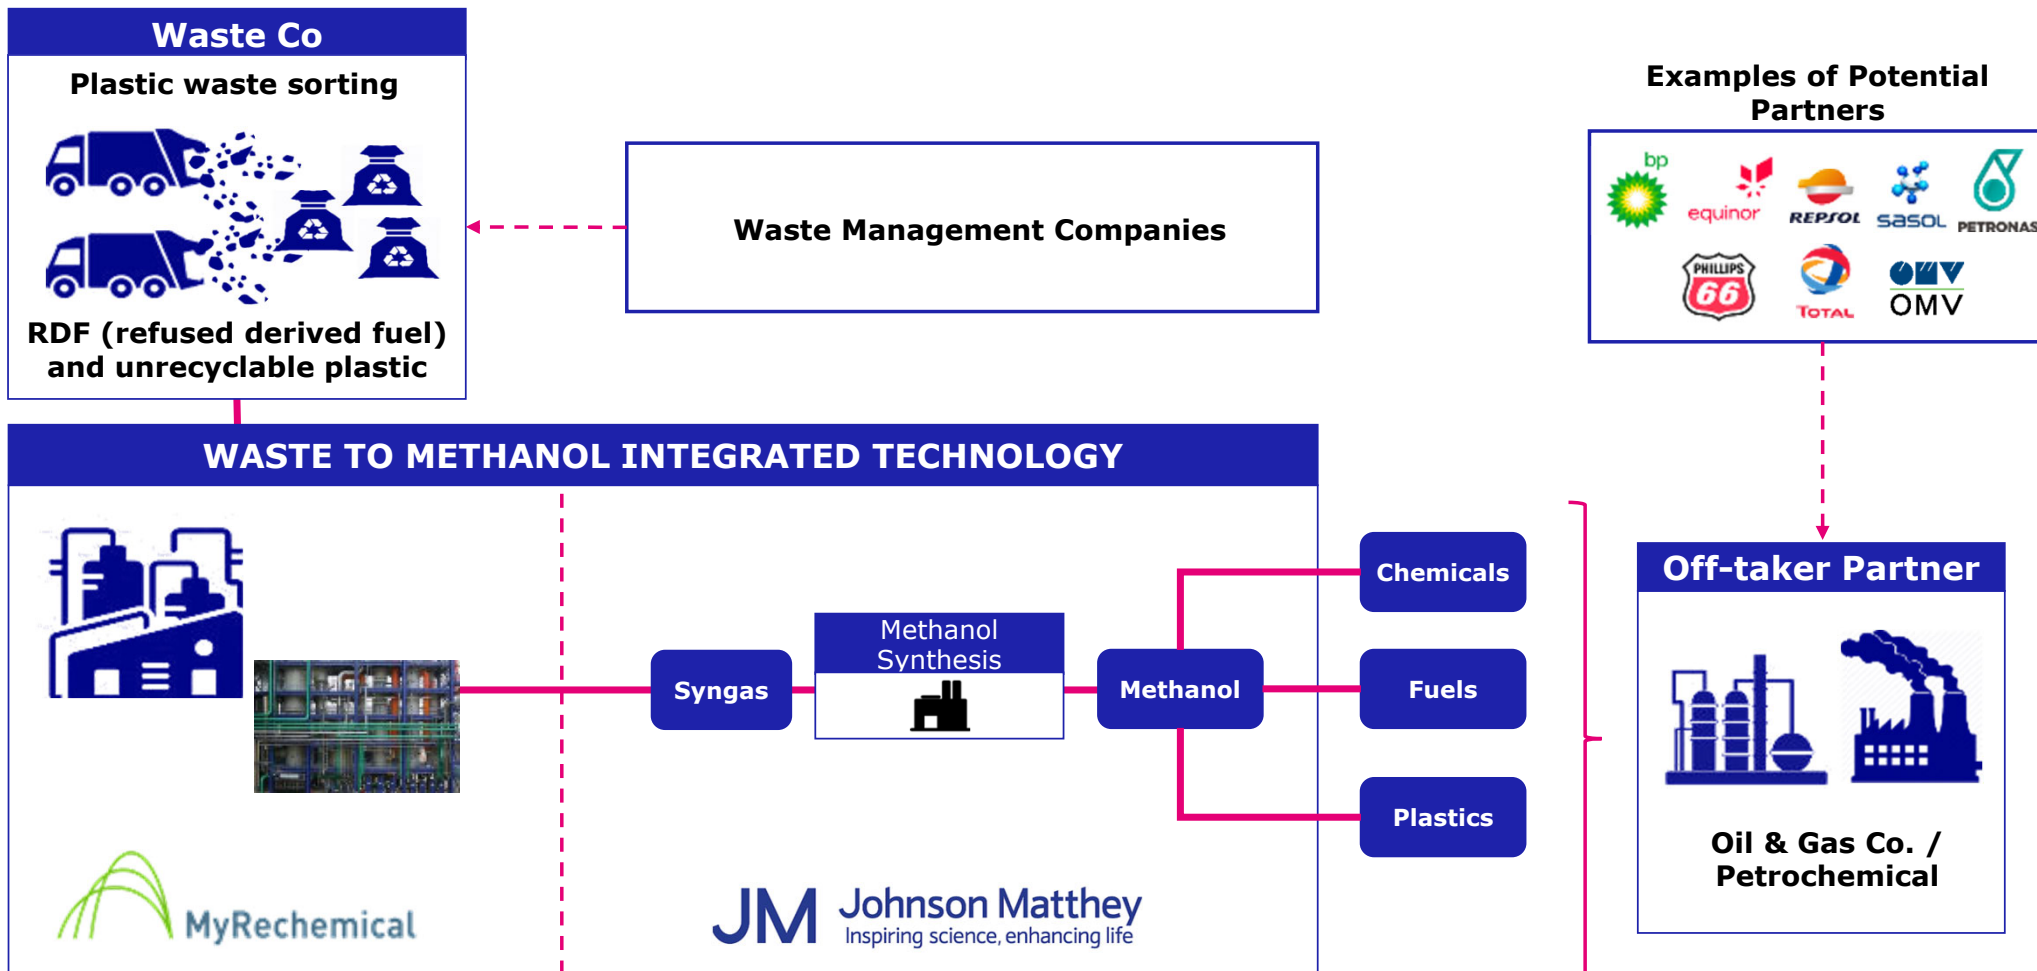 Waste Co
Plastic waste sorting
RDF (refused derived fuel)
and unrecyclable plastic
Waste Management Companies
Examples of Potential
Partners
bp
equinor
REPSOL
sasol
PETRONAS
PHILLIPS
66
TOTAL
OMV
OMV
WASTE TO METHANOL INTEGRATED TECHNOLOGY
Syngas
Methanol
Synthesis
Methanol
Chemicals
Fuels
Plastics
MyRechemical
JM Johnson Matthey
Inspiring science, enhancing life
Off-taker Partner
Oil & Gas Co. /
Petrochemical